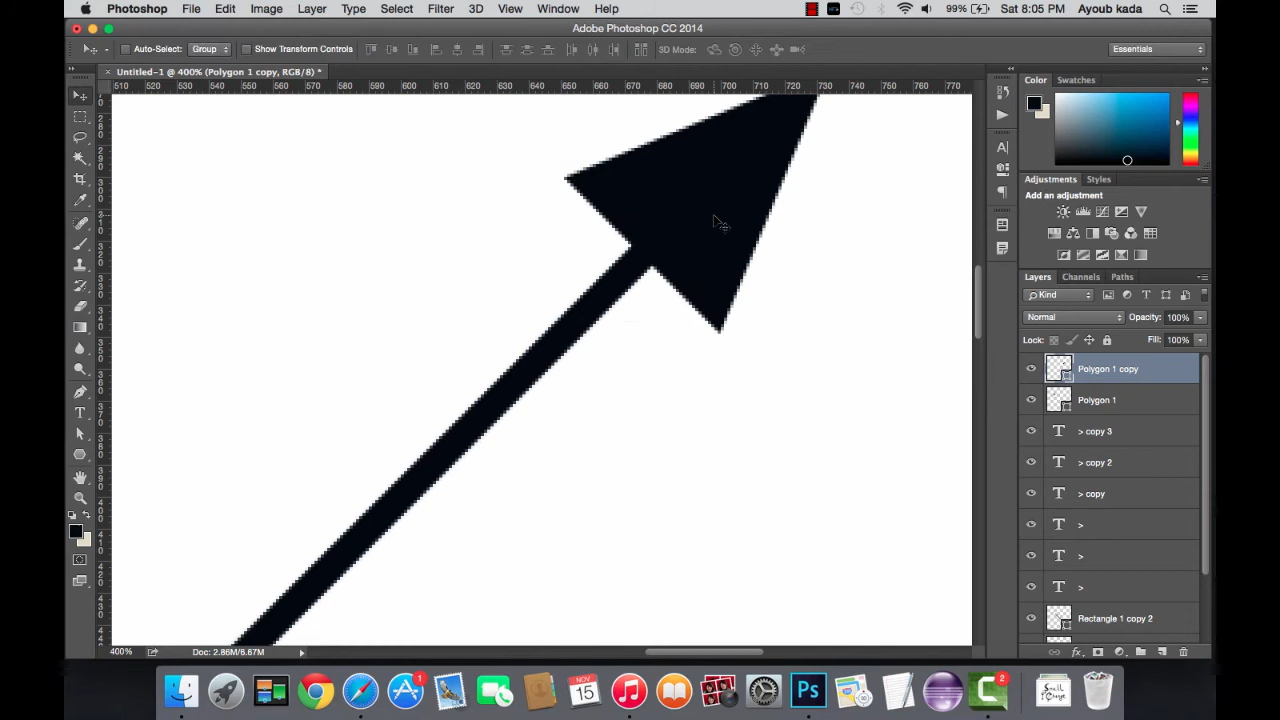 Photoshop File Edit Image Layer Type Select Filter 3D View Window Help 99% Sat 8:05 PM Ayoub kada
Adobe Photoshop CC 2014
Auto-Select: Group Show Transform Controls 3D Mode: Essentials
× Untitled-1 @ 400% (Polygon 1 copy, RGB/8) *
510 520 530 540 550 560 570 580 590 600 610 620 630 640 650 660 670 680 690 700 710 720 730 740 750 760 770
Color Swatches
Adjustments Styles
Add an adjustment
Layers Channels Paths
Kind
Normal Opacity: 100%
Lock: Fill: 100%
Polygon 1 copy
Polygon 1
T > copy 3
T > copy 2
T > copy
T >
T >
T >
Rectangle 1 copy 2
400% Doc: 2.86M/6.67M
1
NOV
15
Ps
C
2